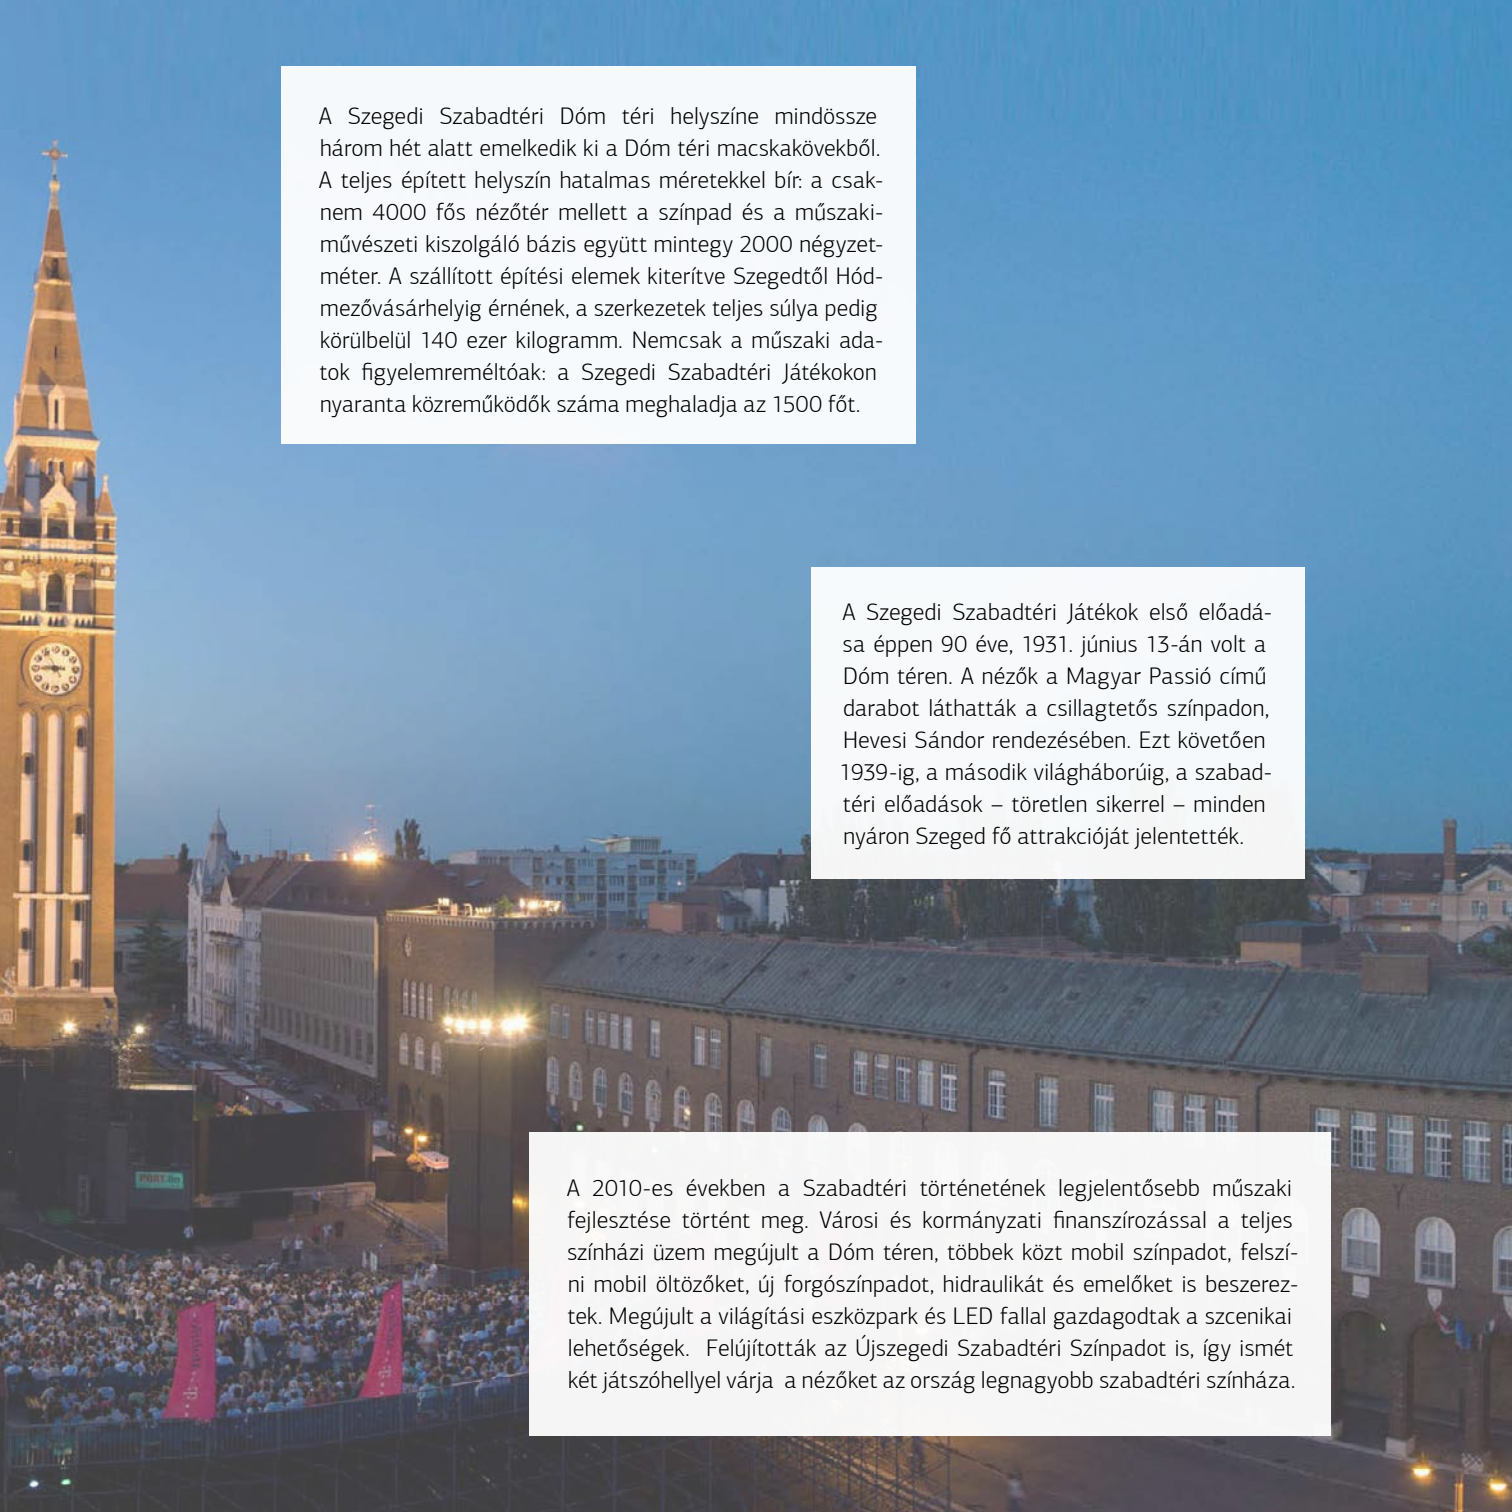 A Szegedi Szabadtéri Dóm téri helyszíne mindössze
három hét alatt emelkedik ki a Dóm téri macskakövekből.
A teljes épített helyszín hatalmas méretekkel bír: a csak-
nem 4000 fős nézőtér mellett a színpad és a műszaki-
művészeti kiszolgáló bázis együtt mintegy 2000 négyzet-
méter. A szállított építési elemek kiterítve Szegedtől Hód-
mezővásárhelyig érnének, a szerkezetek teljes súlya pedig
körülbelül 140 ezer kilogramm. Nemcsak a műszaki ada-
tok figyelemreméltóak: a Szegedi Szabadtéri Játékokon
nyaranta közreműködők száma meghaladja az 1500 főt.
A Szegedi Szabadtéri Játékok első előadá-
sa éppen 90 éve, 1931. június 13-án volt a
Dóm téren. A nézők a Magyar Passió című
darabot láthatták a csillagtetős színpadon,
Hevesi Sándor rendezésében. Ezt követően
1939-ig, a második világháborúig, a szabad-
téri előadások – töretlen sikerrel – minden
nyáron Szeged fő attrakcióját jelentették.
PORT.hu
A 2010-es években a Szabadtéri történetének legjelentősebb műszaki
fejlesztése történt meg. Városi és kormányzati finanszírozással a teljes
színházi üzem megújult a Dóm téren, többek közt mobil színpadot, felszí-
ni mobil öltözőket, új forgószínpadot, hidraulikát és emelőket is beszerez-
tek. Megújult a világítási eszközpark és LED fallal gazdagodtak a szcenikai
lehetőségek. Felújították az Újszegedi Szabadtéri Színpadot is, így ismét
két játszóhellyel várja a nézőket az ország legnagyobb szabadtéri színháza.